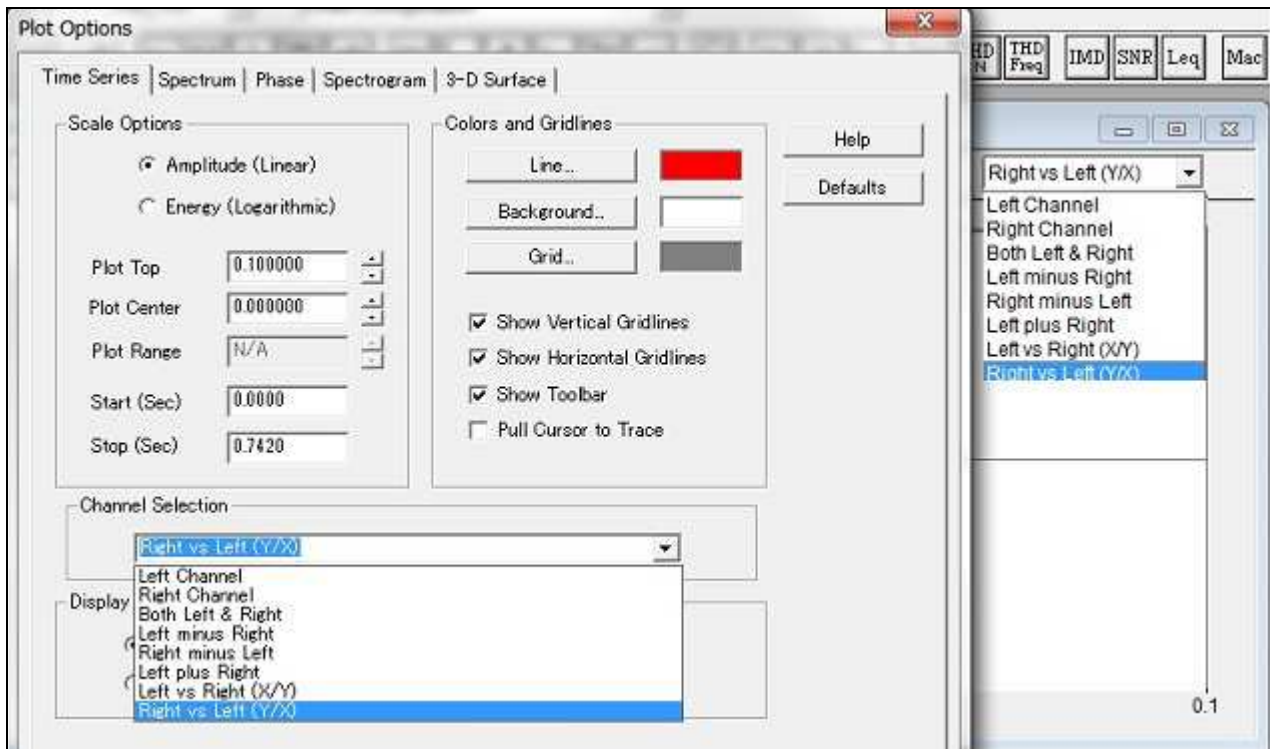 Plot Options
Time Series Spectrum Phase Spectrogram 3-D Surface
Scale Options
Amplitude (Linear)
Energy (Logarithmic)
Plot Top 0.100000
Plot Center 0.000000
Plot Range N/A
Start (Sec) 0.0000
Stop (Sec) 0.7420
Colors and Gridlines
Line...
Background..
Grid...
Show Vertical Gridlines
Show Horizontal Gridlines
Show Toolbar
Pull Cursor to Trace
Help
Defaults
Channel Selection
Right vs Left (Y/X)
Left Channel
Right Channel
Both Left & Right
Left minus Right
Right minus Left
Left plus Right
Left vs Right (X/Y)
Right vs Left (Y/X)
Display
THD Freq IMD SNR Leq Mac
Right vs Left (Y/X)
Left Channel
Right Channel
Both Left & Right
Left minus Right
Right minus Left
Left plus Right
Left vs Right (X/Y)
Right vs Left (Y/X)
0.1